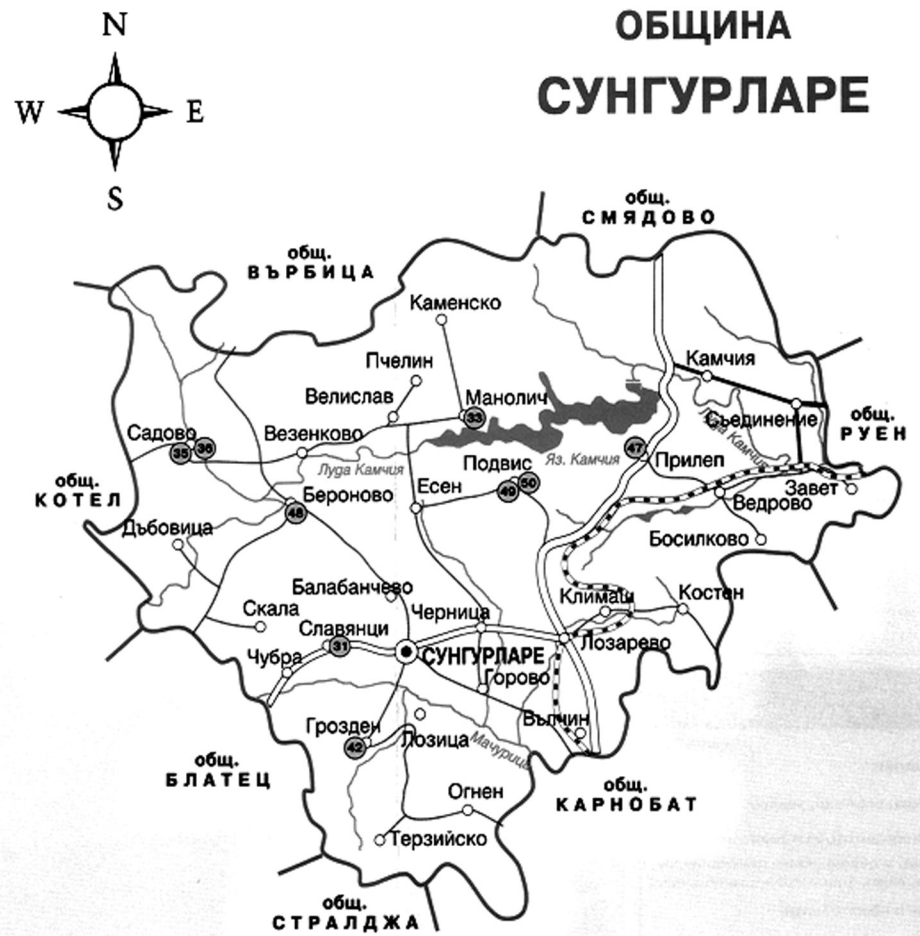 ОБЩИНА
СУНГУРЛАРЕ
N
W
E
S
общ.
СМЯДОВО
общ.
ВЪРБИЦА
Каменско
Пчелин
Камчия
Велислав
Манолич
33
Съединение
Луда Камчия
общ.
РУЕН
Садово
35
36
Везенково
Луда Камчия
Подвис
49
50
Яз. Камчия
47
Прилеп
общ.
КОТЕЛ
Бероново
48
Есен
Ведрово
Завет
Дъбовица
Босилково
Балабанчево
Скала
Черница
Климаш
Костен
Славянци
31
Чубра
СУНГУРЛАРЕ
Лозарево
Горово
Грозден
42
Лозица
Мачурица
Вълчин
общ.
БЛАТЕЦ
общ.
КАРНОБАТ
Огнен
Терзийско
общ.
СТРАЛДЖА